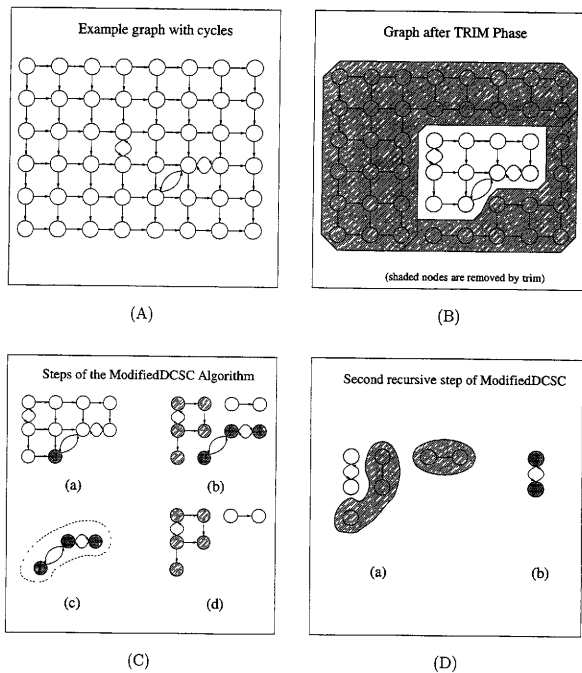 Example graph with cycles
Graph after TRIM Phase
(shaded nodes are removed by trim)
(A)
(B)
Steps of the ModifiedDCSC Algorithm
(a)
(b)
(c)
(d)
Second recursive step of ModifiedDCSC
(a)
(b)
(C)
(D)